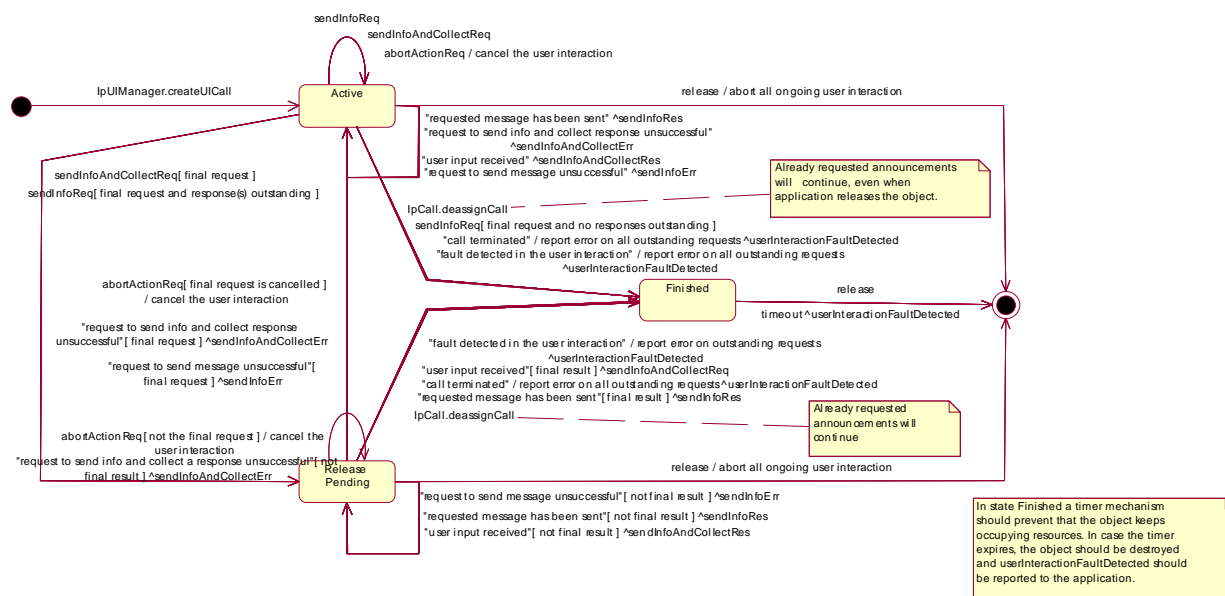 sendInfoReq
sendInfoAndCollectReq
abortActionReq / cancel the user interaction
IpUIManager.createUICall
Active
release / abort all ongoing user interaction
"requested message has been sent" ^sendInfoRes
"request to send info and collect response unsuccessful"
^sendInfoAndCollectErr
"user input received" ^sendInfoAndCollectRes
"request to send message unsuccessful" ^sendInfoErr
sendInfoAndCollectReq[ final request ]
sendInfoReq[ final request and response(s) outstanding ]
Already requested announcements
will continue, even when
application releases the object.
IpCall.deassignCall
sendInfoReq[ final request and no responses outstanding ]
"call terminated" / report error on all outstanding requests ^userInteractionFaultDetected
"fault detected in the user interaction" / report error on all outstanding requests
^userInteractionFaultDetected
abortActionReq[ final request is cancelled ]
/ cancel the user interaction
Finished
release
timeout ^userInteractionFaultDetected
"request to send info and collect response
unsuccessful"[ final request ] ^sendInfoAndCollectErr
"request to send message unsuccessful"[
final request ] ^sendInfoErr
"fault detected in the user interaction" / report error on outstanding requests
^userInteractionFaultDetected
"user input received"[ final result ] ^sendInfoAndCollectReq
"call terminated" / report error on all outstanding requests ^userInteractionFaultDetected
"requested message has been sent"[ final result ] ^sendInfoRes
IpCall.deassignCall
Already requested
announcements will
continue
abortActionReq[ not the final request ] / cancel the
user interaction
"request to send info and collect a response unsuccessful"[ not
final result ] ^sendInfoAndCollectErr
Release
Pending
release / abort all ongoing user interaction
"request to send message unsuccessful"[ not final result ] ^sendInfoErr
"requested message has been sent"[ not final result ] ^sendInfoRes
"user input received"[ not final result ] ^sendInfoAndCollectRes
In state Finished a timer mechanism
should prevent that the object keeps
occupying resources. In case the timer
expires, the object should be destroyed
and userInteractionFaultDetected should
be reported to the application.